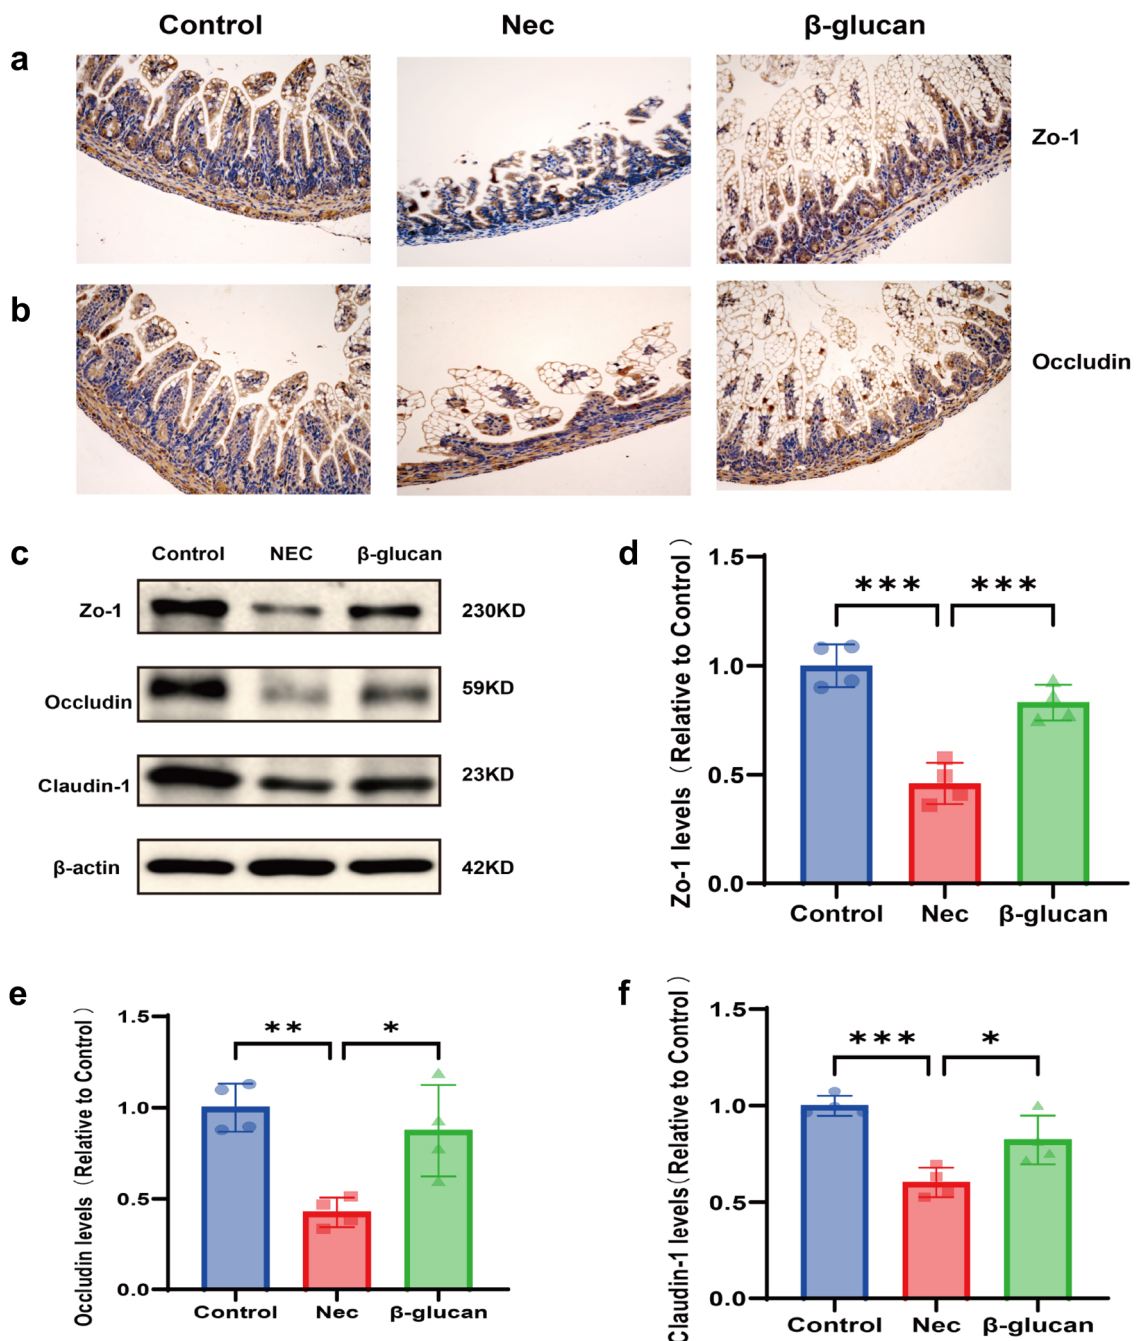 Control Nec β-glucan
a
Zo-1
b
Occludin
c
Control NEC β-glucan
Zo-1 230KD
Occludin 59KD
Claudin-1 23KD
β-actin 42KD
d
Zo-1 levels（Relative to Control）
1.5
1.0
0.5
0.0
*** ***
Control Nec β-glucan
e
Occludin levels（Relative to Control）
1.5
1.0
0.5
0.0
** *
Control Nec β-glucan
f
Claudin-1 levels（Relative to Control）
1.5
1.0
0.5
0.0
*** *
Control Nec β-glucan